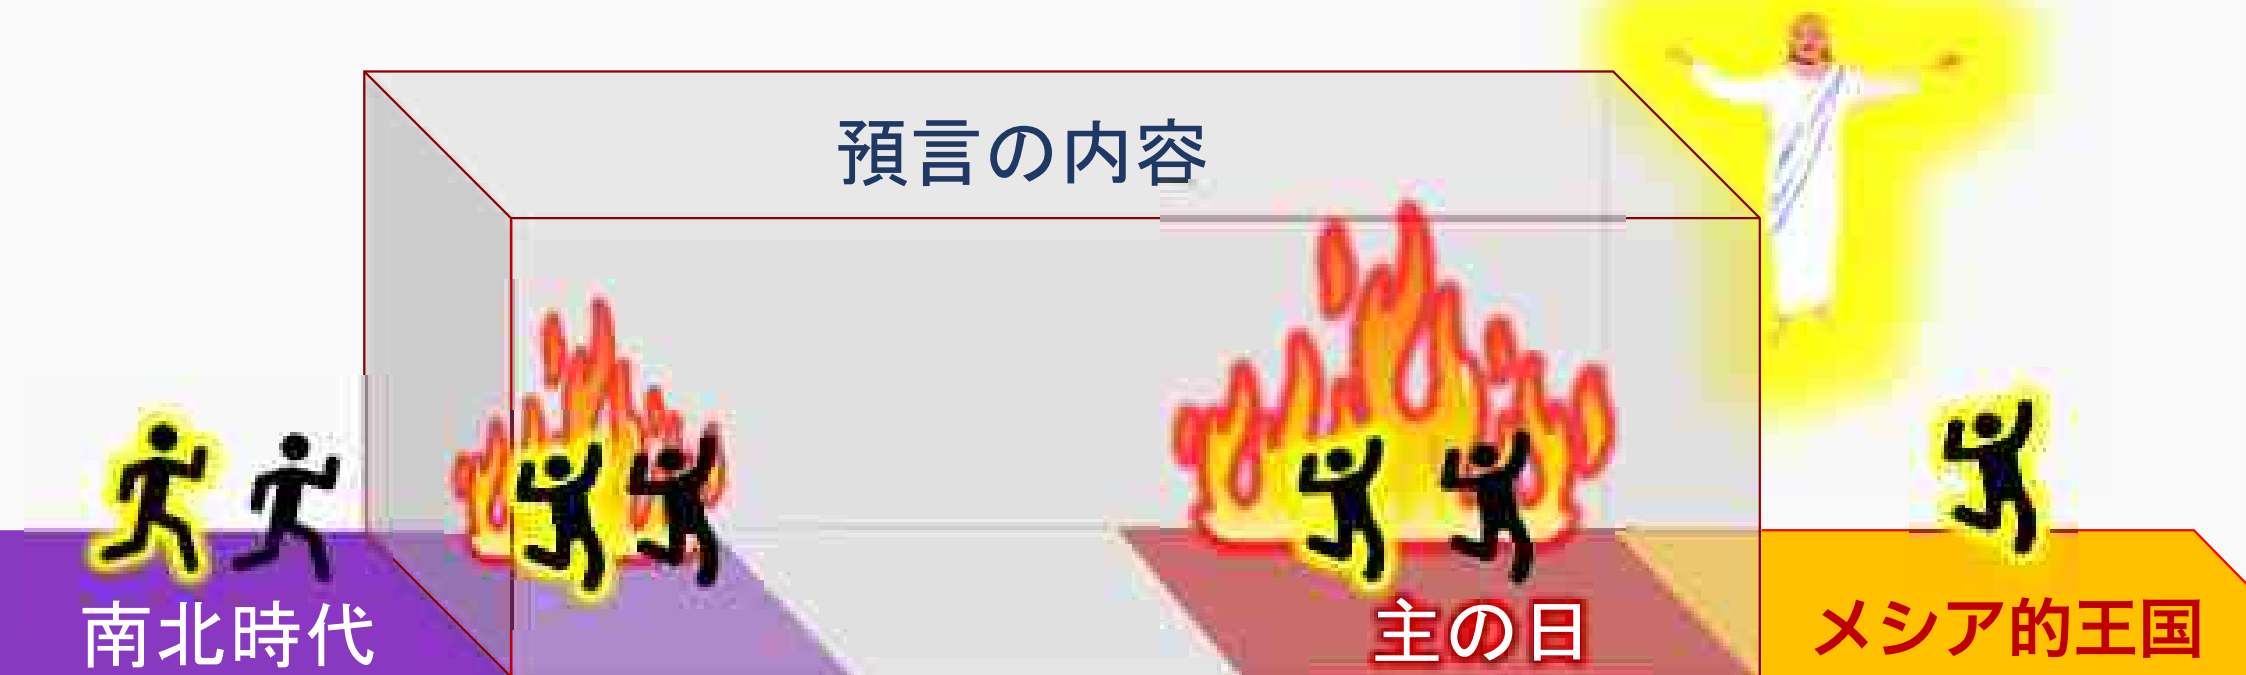 預言の内容
南北時代
主の日
メシア的王国